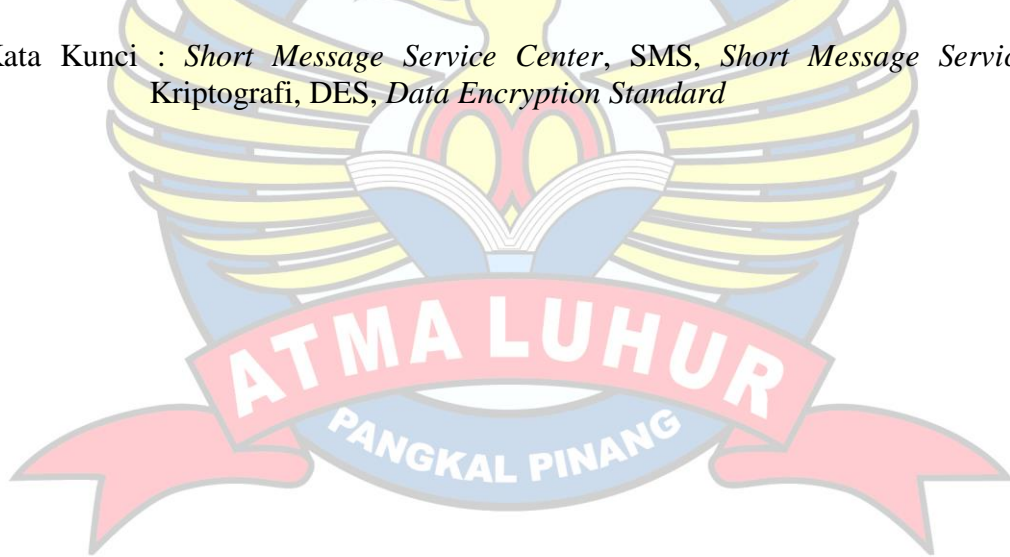 Kata Kunci : Short Message Service Center, SMS, Short Message Servic
Kriptografi, DES, Data Encryption Standard
ATMA LUHUR
PANGKAL PINANG